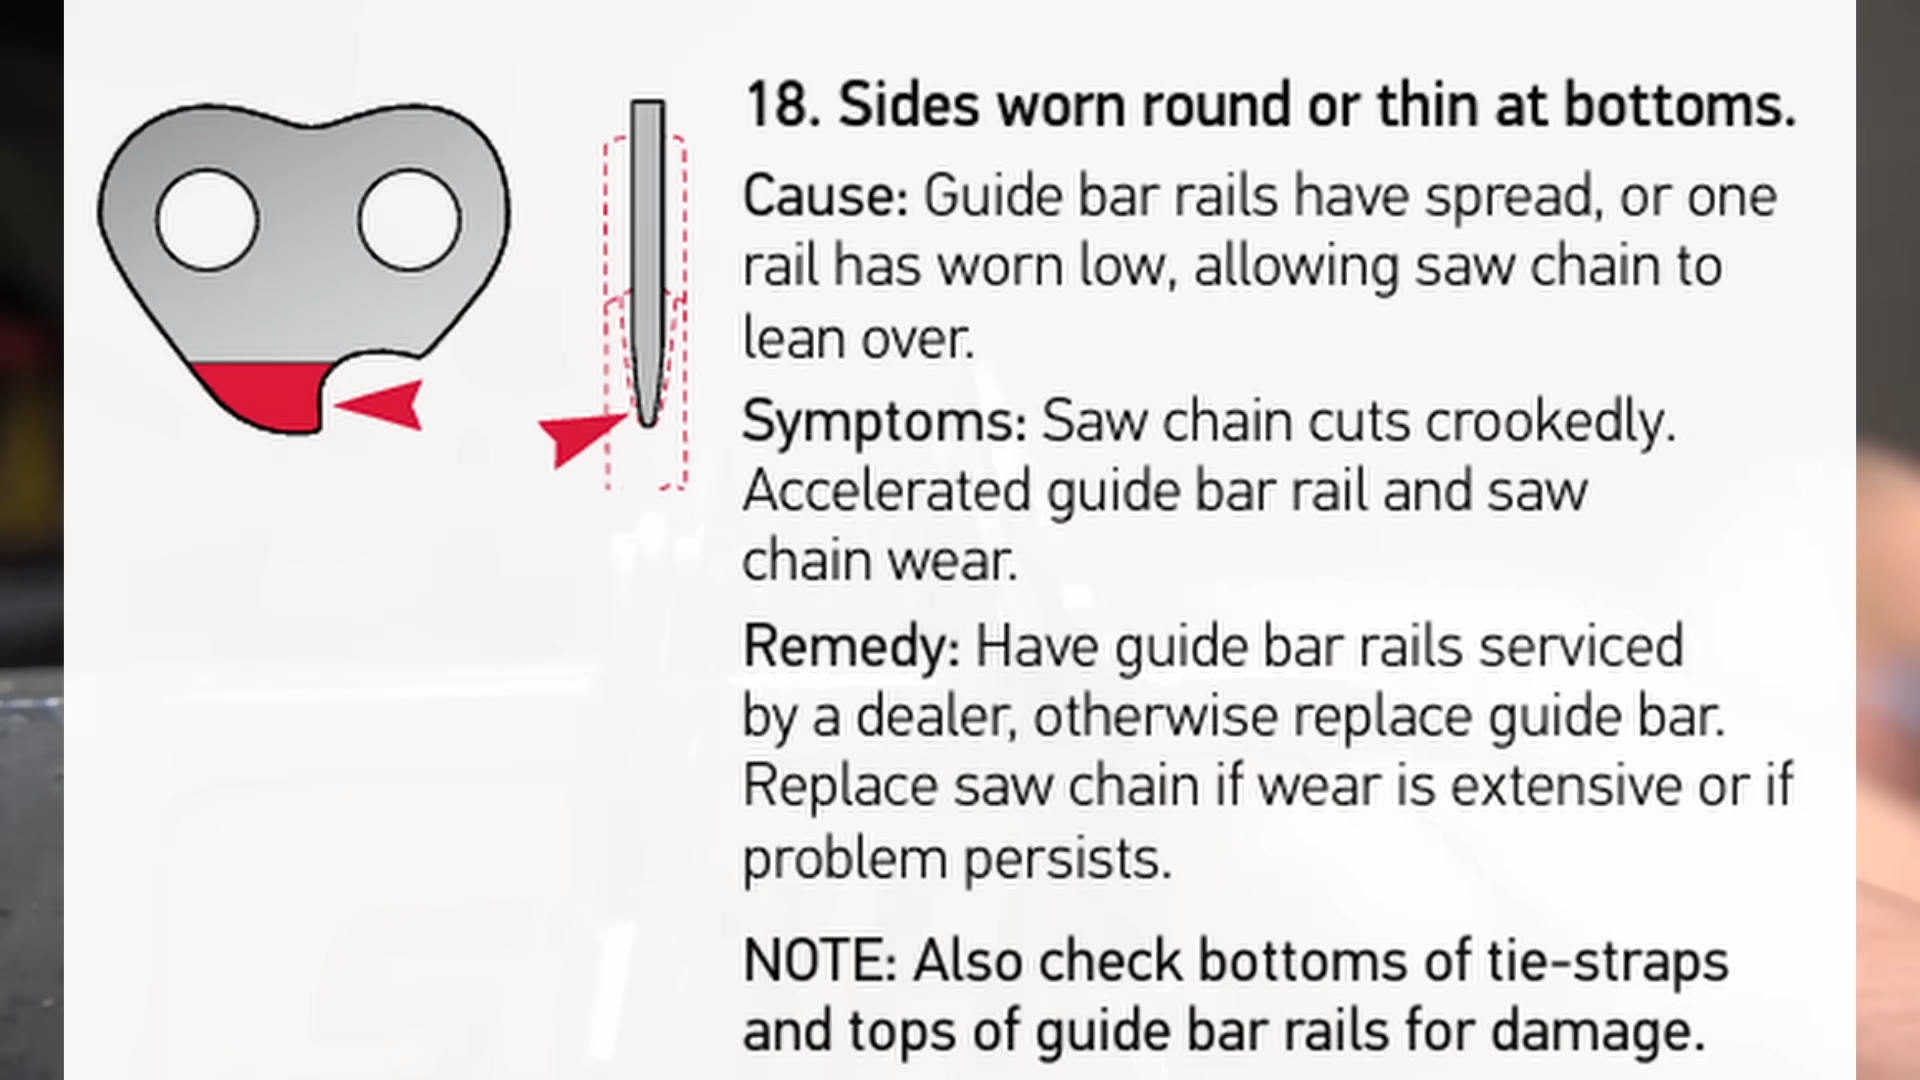 18. Sides worn round or thin at bottoms.
Cause: Guide bar rails have spread, or one
rail has worn low, allowing saw chain to
lean over.
Symptoms: Saw chain cuts crookedly.
Accelerated guide bar rail and saw
chain wear.
Remedy: Have guide bar rails serviced
by a dealer, otherwise replace guide bar.
Replace saw chain if wear is extensive or if
problem persists.
NOTE: Also check bottoms of tie-straps
and tops of guide bar rails for damage.